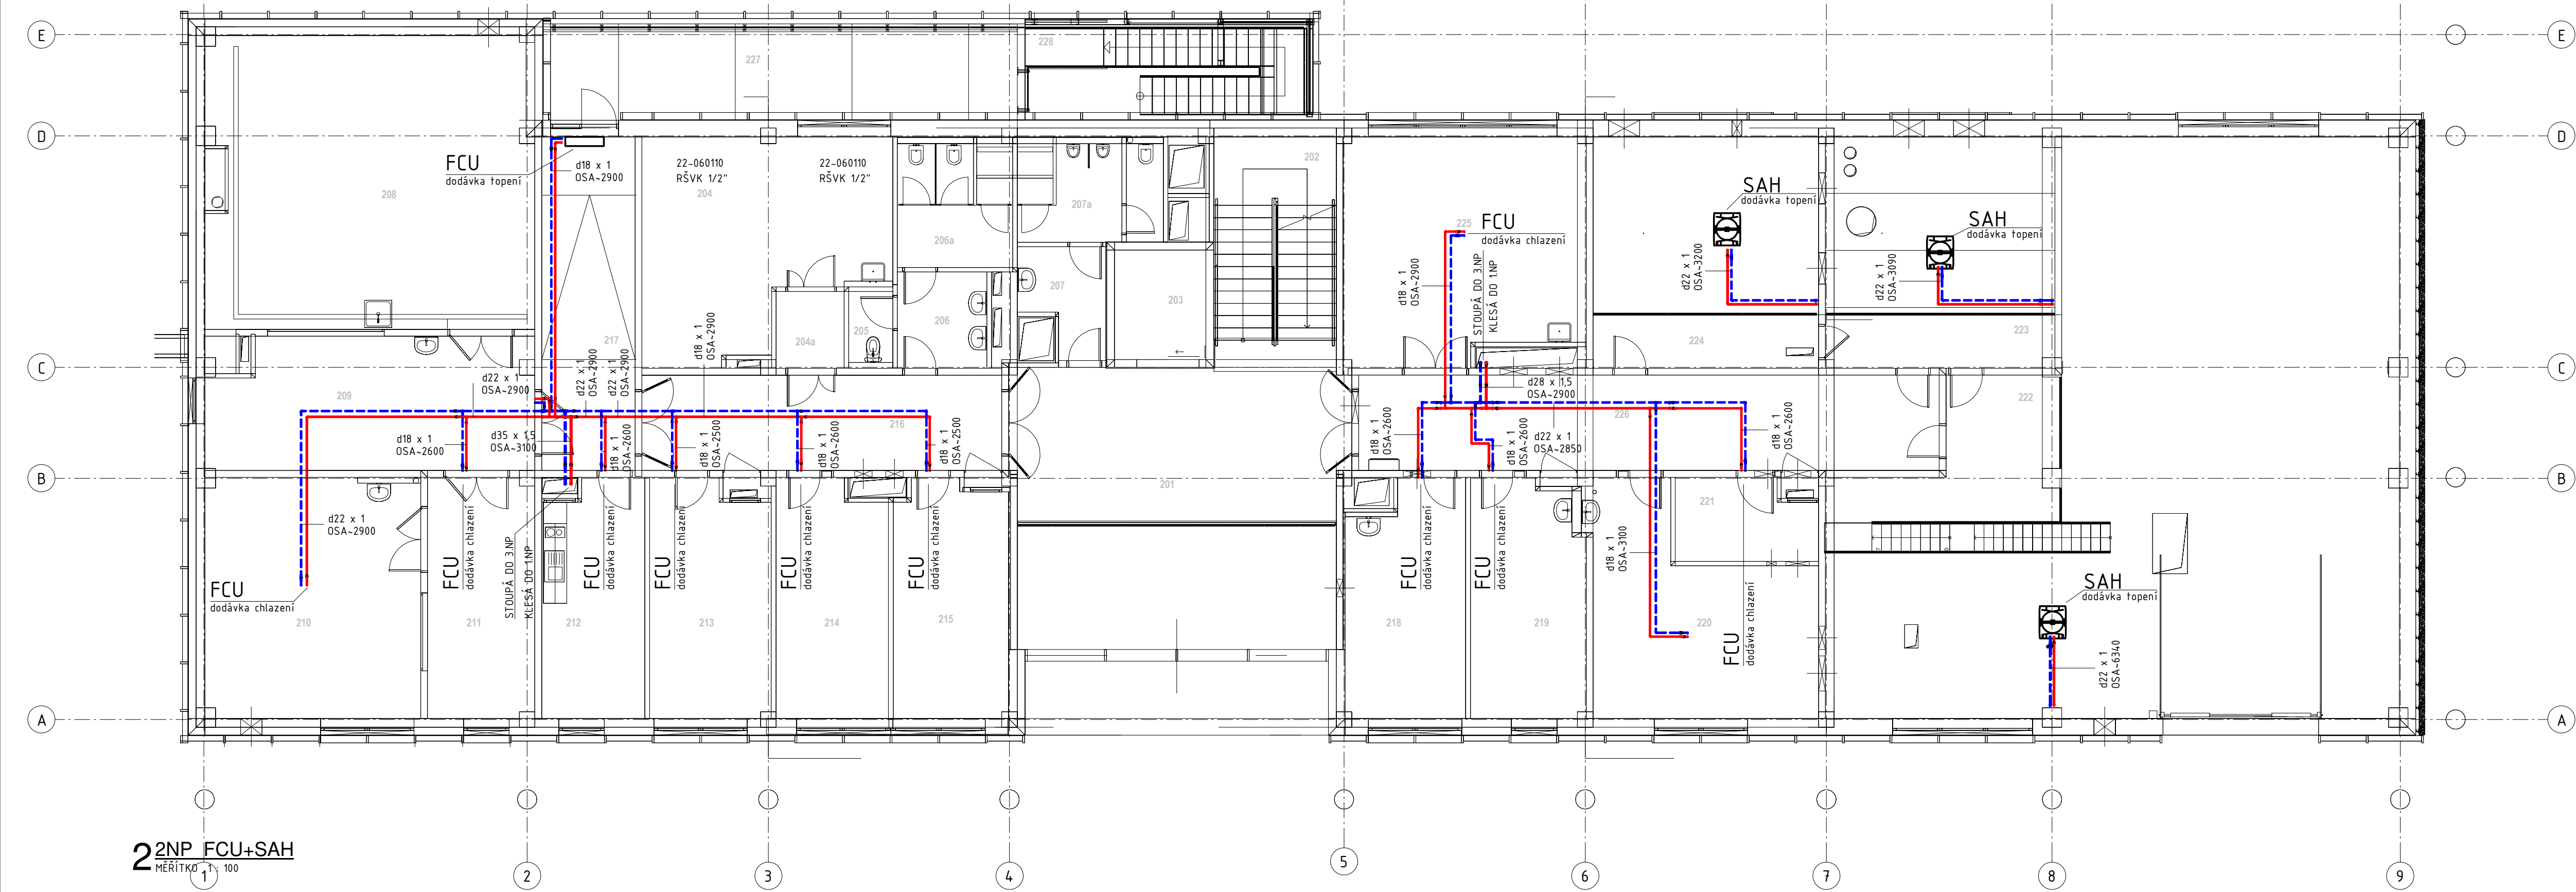 E
227
228
E
D
FCU
dodávka topení
d18 x 1
OSA~2900
22-060110
RŠVK 1/2"
204
22-060110
RŠVK 1/2"
202
D
208
207a
206a
225
FCU
dodávka chlazení
SAH
dodávka topení
SAH
dodávka topení
d18 x 1
OSA~2900
STOUPÁ DO 3.NP
KLESÁ DO 1.NP
d22 x 1
OSA~3200
d22 x 1
OSA~3090
207
203
206
205
204a
217
d18 x 1
OSA~2900
224
223
C
d22 x 1
OSA~2900
d22 x 1
OSA~2900
d22 x 1
OSA~2900
d28 x 1,5
OSA~2900
C
209
216
226
222
d18 x 1
OSA~2600
d35 x 1,5
OSA~3100
d18 x 1
OSA~2600
d18 x 1
OSA~2500
d18 x 1
OSA~2600
d18 x 1
OSA~2500
d18 x 1
OSA~2600
d18 x 1
OSA~2600
d22 x 1
OSA~2850
d18 x 1
OSA~2600
B
201
B
221
d22 x 1
OSA~2900
d18 x 1
OSA~3100
FCU
dodávka chlazení
FCU
dodávka chlazení
STOUPÁ DO 3.NP
KLESÁ DO 1.NP
FCU
dodávka chlazení
FCU
dodávka chlazení
FCU
dodávka chlazení
FCU
dodávka chlazení
FCU
dodávka chlazení
FCU
dodávka chlazení
FCU
dodávka chlazení
SAH
dodávka topení
210
211
212
213
214
215
218
219
220
d22 x 1
OSA~6340
A
A
2
2NP FCU+SAH
MĚŘÍTKO 1 : 100
1
2
3
4
5
6
7
8
9